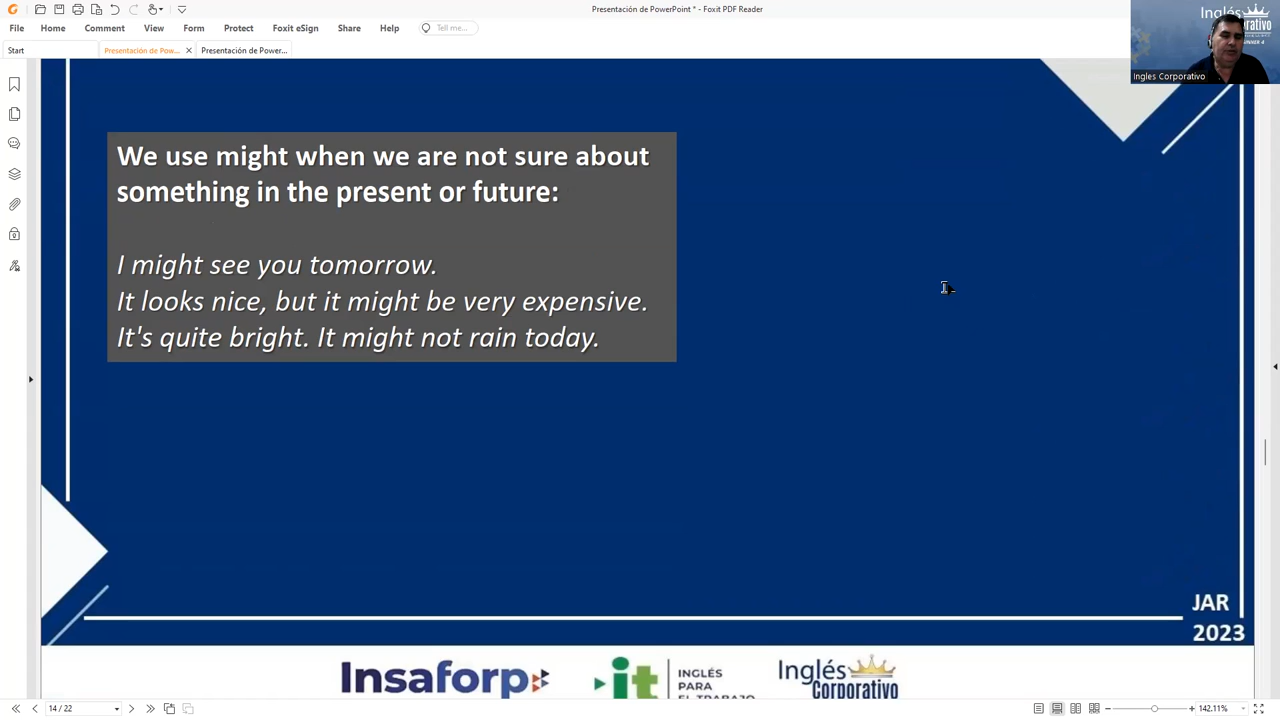 Presentación de PowerPoint * - Foxit PDF Reader
File Home Comment View Form Protect Foxit eSign Share Help Tell me...
Start Presentación de Pow... Presentación de Power...
Inglés
NNER 4
Ingles Corporativo
We use might when we are not sure about
something in the present or future:
I might see you tomorrow.
It looks nice, but it might be very expensive.
It's quite bright. It might not rain today.
JAR
2023
Insaforp
it
INGLÉS
PARA
EL TRABAJO
Inglés
Corporativo
14 / 22
142.11%